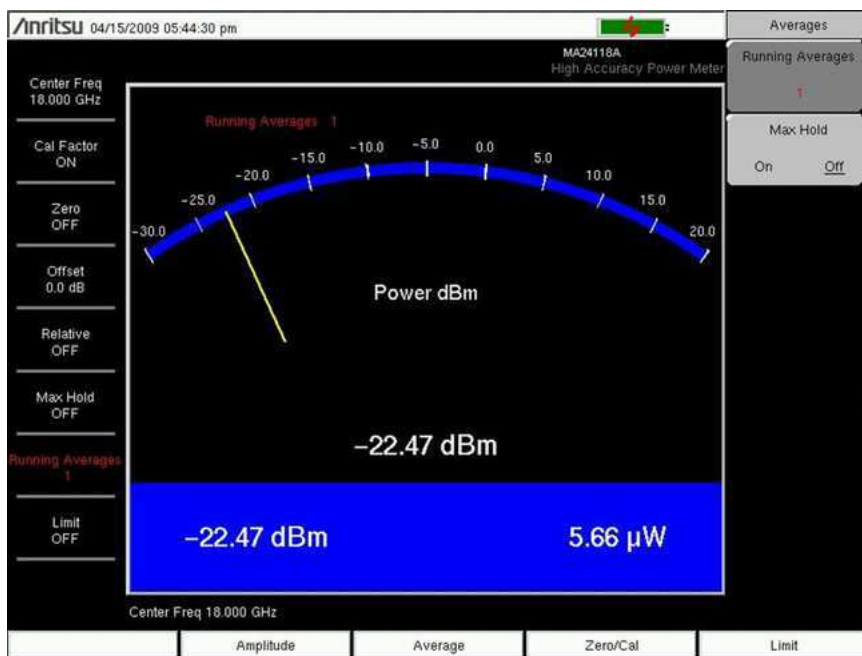 Anritsu 04/15/2009 05:44:30 pm
Averages
MA24118A
High Accuracy Power Meter
Running Averages
1
Max Hold
On Off
Center Freq
18.000 GHz
Cal Factor
ON
Zero
OFF
Offset
0.0 dB
Relative
OFF
Max Hold
OFF
Running Averages
1
Limit
OFF
Running Averages 1
-30.0 -25.0 -20.0 -15.0 -10.0 -5.0 0.0 5.0 10.0 15.0 20.0
Power dBm
-22.47 dBm
-22.47 dBm 5.66 µW
Center Freq 18.000 GHz
Amplitude Average Zero/Cal Limit